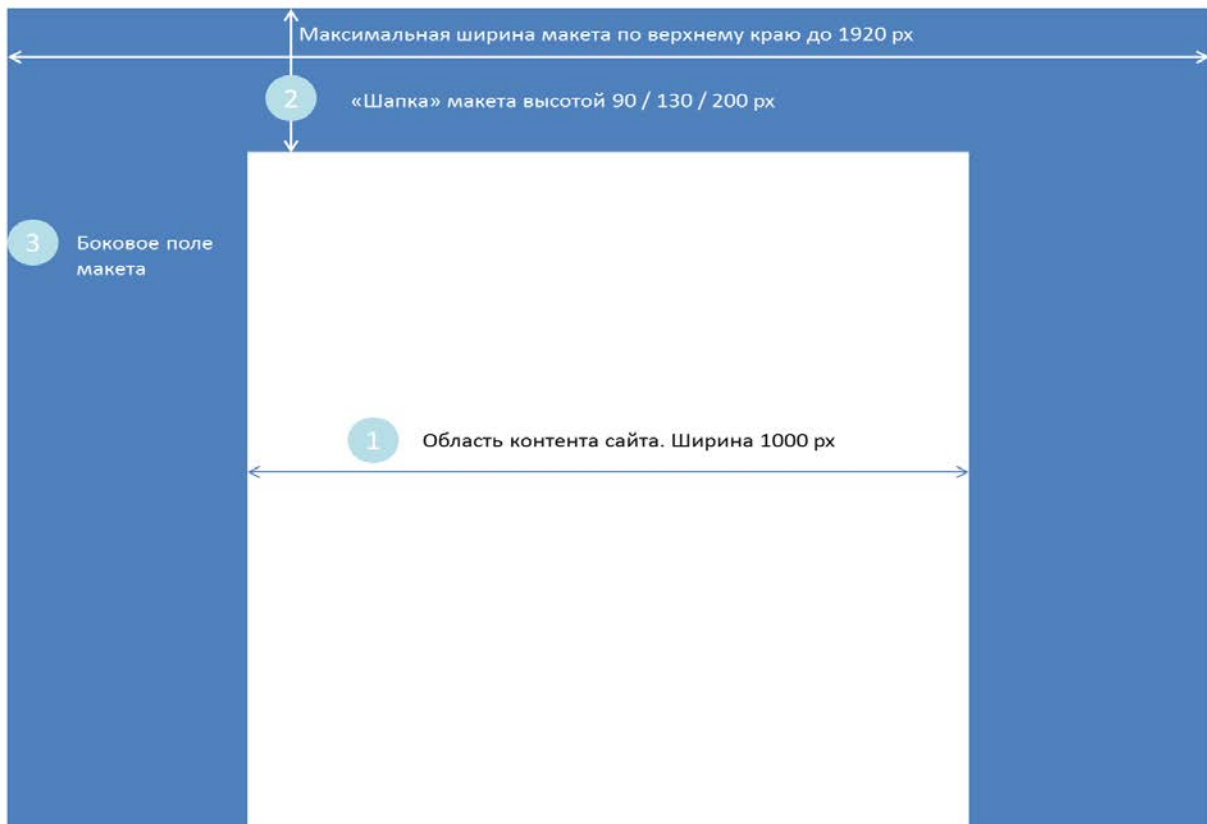 Максимальная ширина макета по верхнему краю до 1920 px
2
«Шапка» макета высотой 90 / 130 / 200 px
3
Боковое поле
макета
1
Область контента сайта. Ширина 1000 px